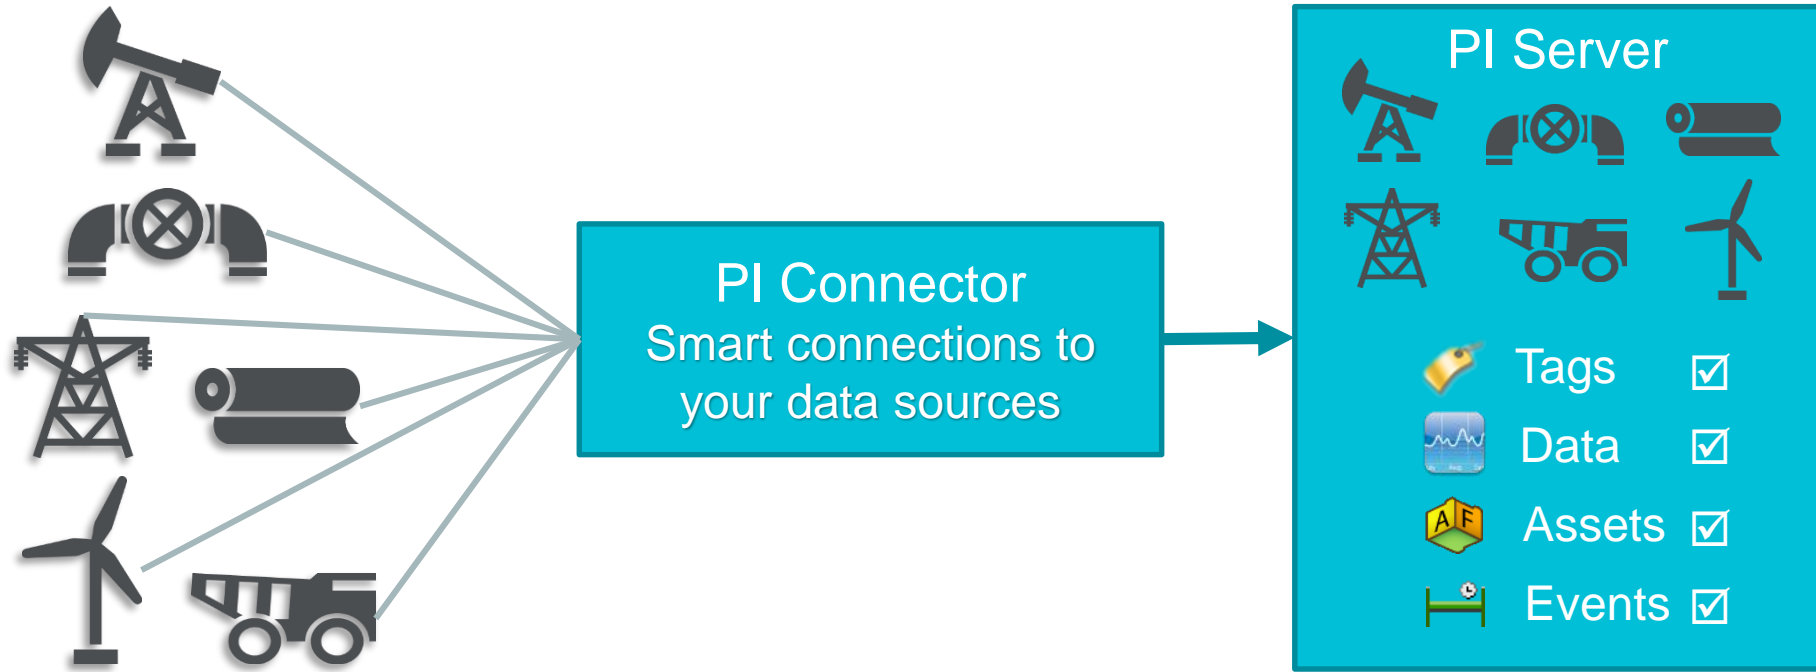 PI Server
PI Connector
Smart connections to
your data sources
Tags
Data
A F
Assets
Events